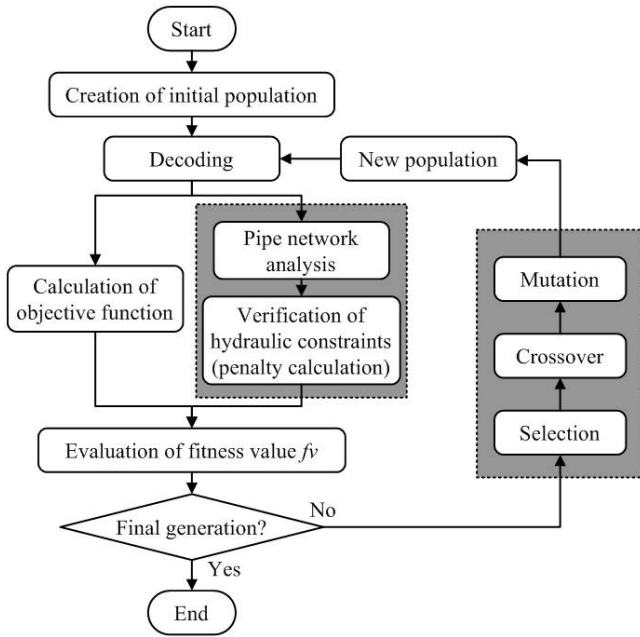 Start
Creation of initial population
Decoding
New population
Pipe network
analysis
Calculation of
objective function
Verification of
hydraulic constraints
(penalty calculation)
Mutation
Crossover
Selection
Evaluation of fitness value fv
Final generation?
No
Yes
End